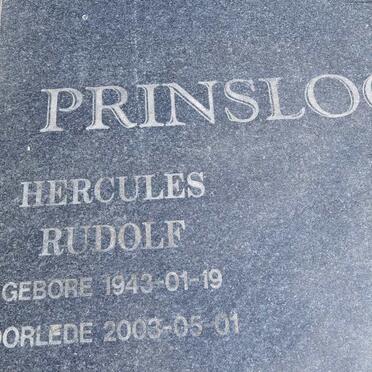 PRINSLOO
HERCULES
RUDOLF
GEBORE 1943-01-19
OORLEDE 2003-05-01